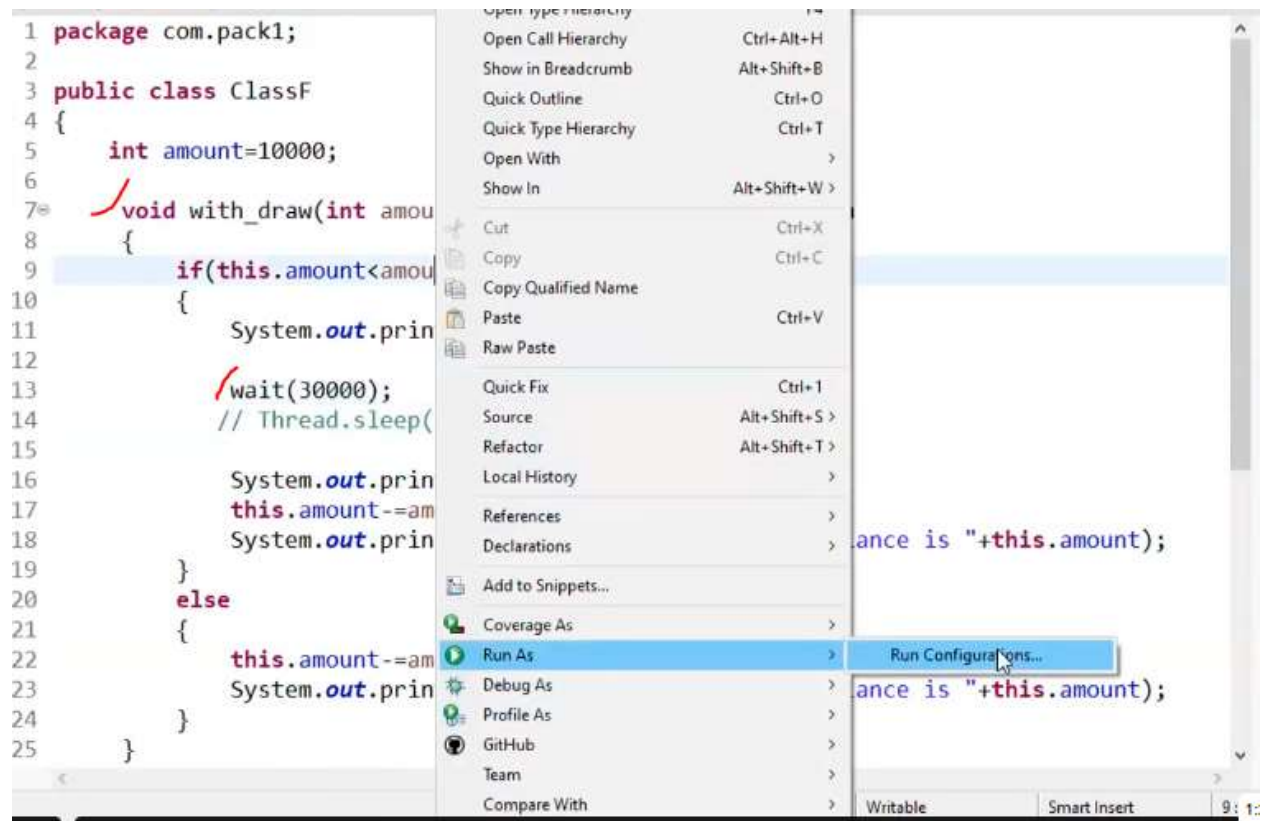 Open Type Hierarchy F4
1 package com.pack1;
Open Call Hierarchy Ctrl+Alt+H
2
Show in Breadcrumb Alt+Shift+B
3 public class ClassF
Quick Outline Ctrl+O
4 {
Quick Type Hierarchy Ctrl+T
5 int amount=10000;
Open With >
6
Show In Alt+Shift+W >
7 void with_draw(int amou
Cut Ctrl+X
8 {
Copy Ctrl+C
9 if(this.amount<amou
Copy Qualified Name
10 {
Paste Ctrl+V
11 System.out.prin
Raw Paste
12
13 wait(30000);
Quick Fix Ctrl+1
14 // Thread.sleep(
Source Alt+Shift+S >
15
Refactor Alt+Shift+T >
16 System.out.prin
Local History >
17 this.amount-=am
References >
18 System.out.prin
Declarations >
ance is "+this.amount);
19 }
Add to Snippets...
20 else
21 {
Coverage As >
22 this.amount-=am
Run As >
Run Configurations...
23 System.out.prin
Debug As >
ance is "+this.amount);
24 }
Profile As >
25 }
GitHub >
Team >
Compare With >
Writable Smart Insert 9: